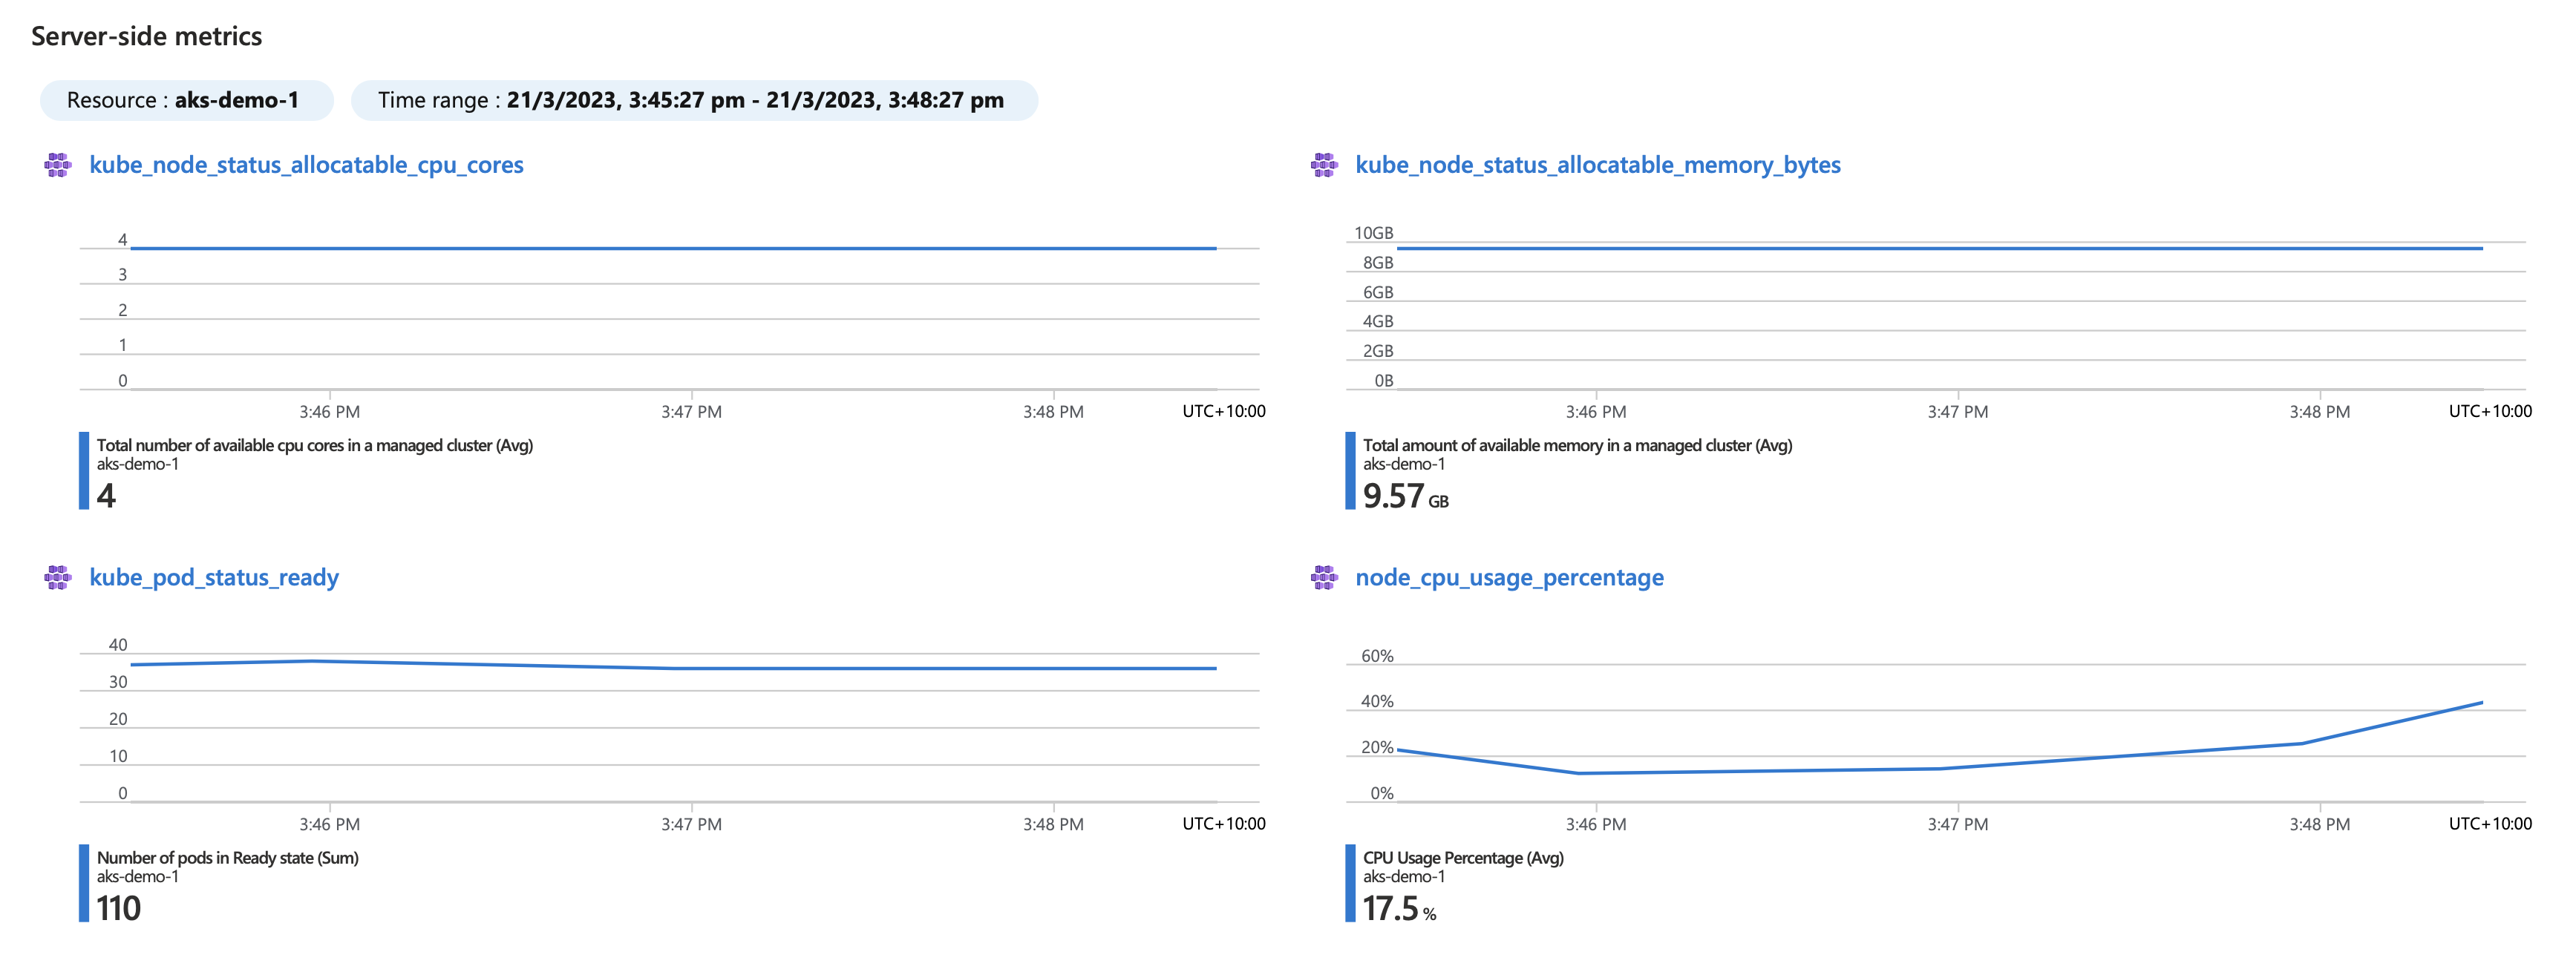 Server-side metrics
Resource : aks-demo-1
Time range : 21/3/2023, 3:45:27 pm - 21/3/2023, 3:48:27 pm
kube_node_status_allocatable_cpu_cores
4
3
2
1
0
3:46 PM 3:47 PM 3:48 PM UTC+10:00
Total number of available cpu cores in a managed cluster (Avg)
aks-demo-1
4
kube_node_status_allocatable_memory_bytes
10GB
8GB
6GB
4GB
2GB
0B
3:46 PM 3:47 PM 3:48 PM UTC+10:00
Total amount of available memory in a managed cluster (Avg)
aks-demo-1
9.57 GB
kube_pod_status_ready
40
30
20
10
0
3:46 PM 3:47 PM 3:48 PM UTC+10:00
Number of pods in Ready state (Sum)
aks-demo-1
110
node_cpu_usage_percentage
60%
40%
20%
0%
3:46 PM 3:47 PM 3:48 PM UTC+10:00
CPU Usage Percentage (Avg)
aks-demo-1
17.5 %